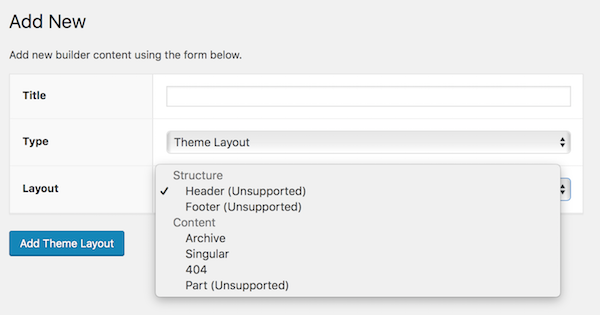 Add New
Add new builder content using the form below.
Title
Type
Theme Layout
Layout
Structure
✓ Header (Unsupported)
Footer (Unsupported)
Content
Archive
Singular
404
Part (Unsupported)
Add Theme Layout